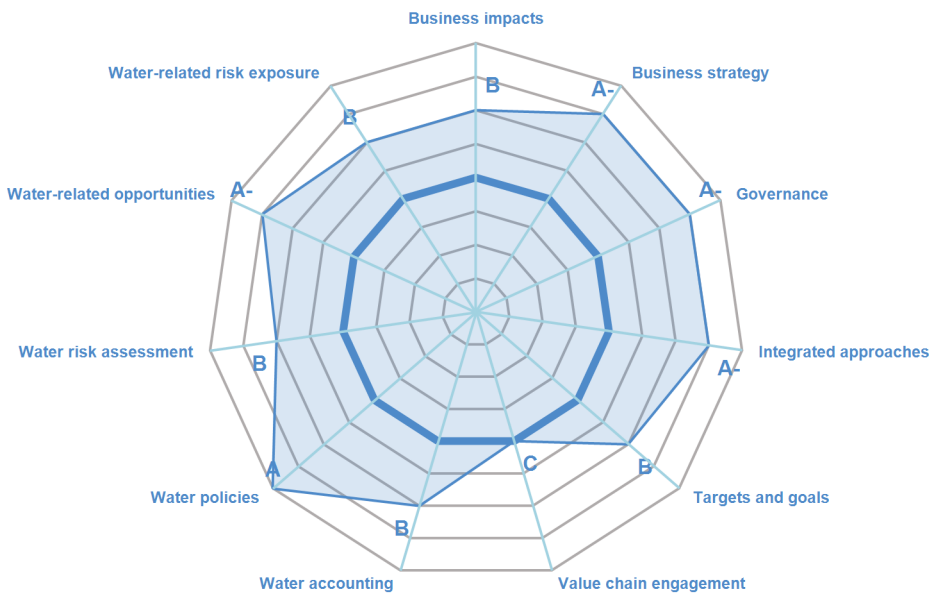 Business impacts
Water-related risk exposure
Business strategy
B
A-
B
Water-related opportunities
A-
A-
Governance
Water risk assessment
B
Integrated approaches
A-
A
B
C
Water policies
Targets and goals
B
Water accounting
Value chain engagement